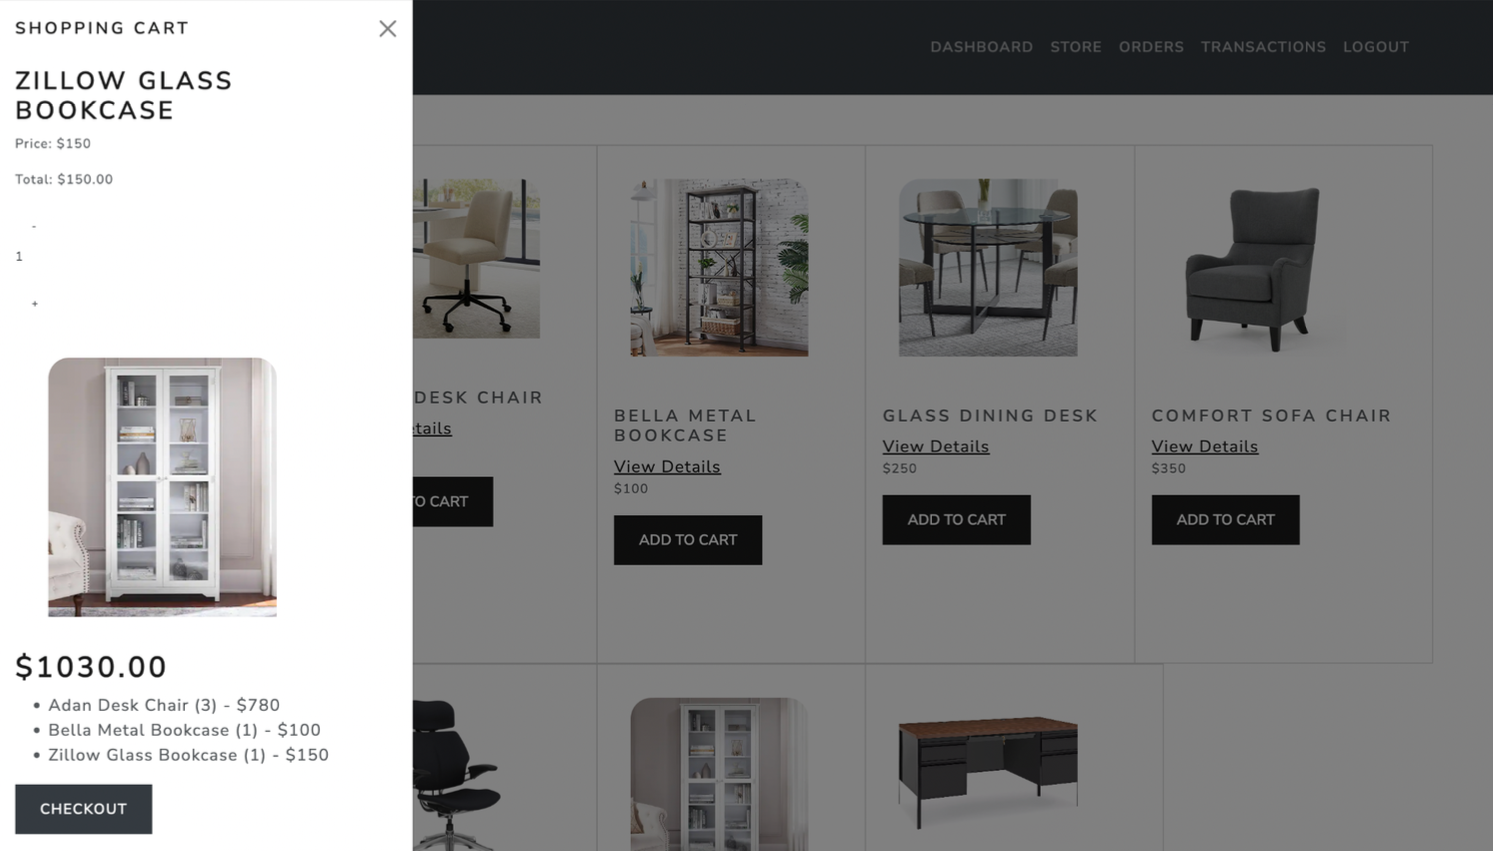 SHOPPING CART
DASHBOARD STORE ORDERS TRANSACTIONS LOGOUT
ZILLOW GLASS
BOOKCASE
Price: $150
Total: $150.00
-
1
+
$1030.00
• Adan Desk Chair (3) - $780
• Bella Metal Bookcase (1) - $100
• Zillow Glass Bookcase (1) - $150
CHECKOUT
DESK CHAIR
etails
TO CART
BELLA METAL
BOOKCASE
View Details
$100
ADD TO CART
GLASS DINING DESK
View Details
$250
ADD TO CART
COMFORT SOFA CHAIR
View Details
$350
ADD TO CART